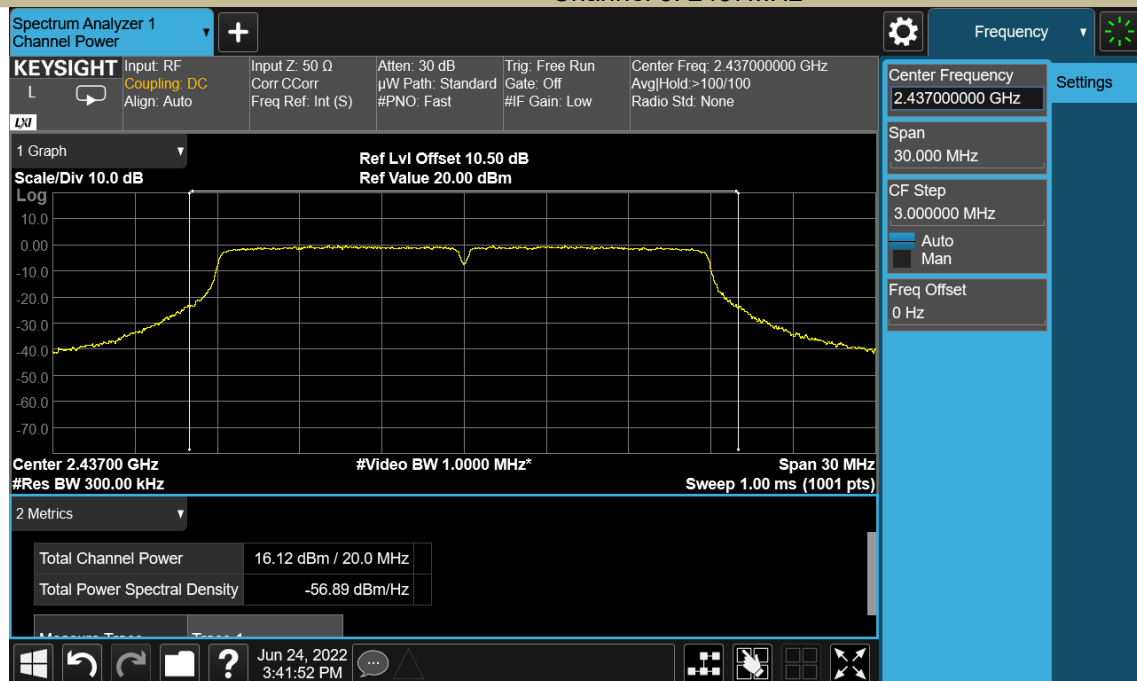 Spectrum Analyzer 1
Channel Power
Frequency
KEYSIGHT
L
LXI
Input: RF
Coupling: DC
Align: Auto
Input Z: 50 Ω
Corr CCorr
Freq Ref: Int (S)
Atten: 30 dB
µW Path: Standard
#PNO: Fast
Trig: Free Run
Gate: Off
#IF Gain: Low
Center Freq: 2.437000000 GHz
Avg|Hold:>100/100
Radio Std: None
Center Frequency
2.437000000 GHz
Settings
Span
30.000 MHz
CF Step
3.000000 MHz
Auto
Man
Freq Offset
0 Hz
1 Graph
Scale/Div 10.0 dB
Ref Lvl Offset 10.50 dB
Ref Value 20.00 dBm
Log
10.0
0.00
-10.0
-20.0
-30.0
-40.0
-50.0
-60.0
-70.0
Center 2.43700 GHz
#Video BW 1.0000 MHz*
Span 30 MHz
#Res BW 300.00 kHz
Sweep 1.00 ms (1001 pts)
2 Metrics
Total Channel Power 16.12 dBm / 20.0 MHz
Total Power Spectral Density -56.89 dBm/Hz
?
Jun 24, 2022
3:41:52 PM